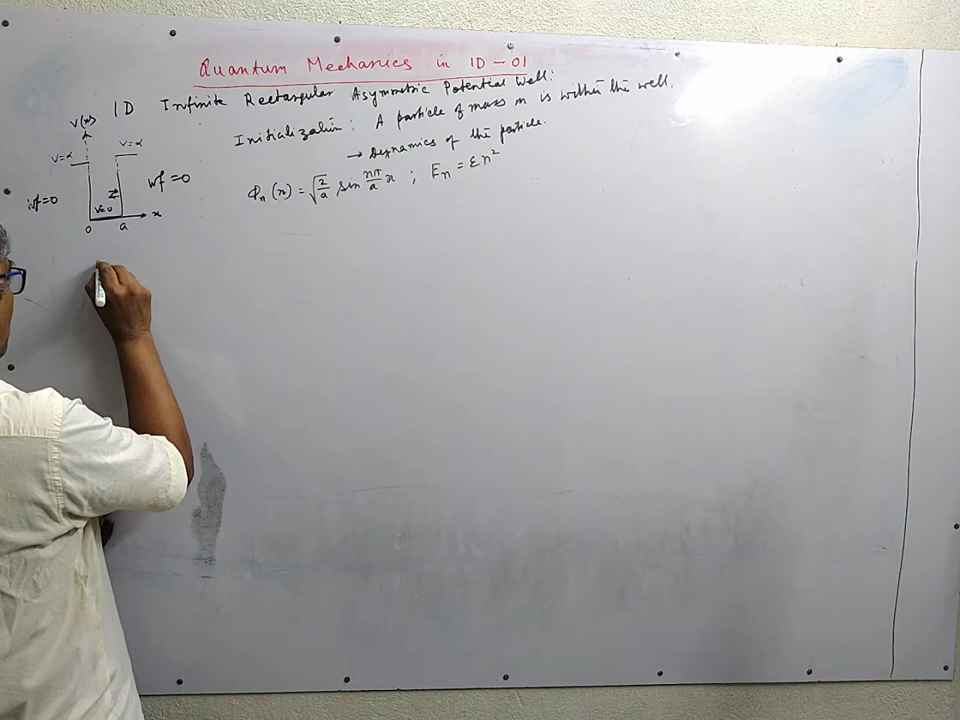 Quantum Mechanics in 1D-01
1D Infinite Rectangular Asymmetric Potential Well:
Initialization: A particle of mass m is within the well.
→ Dynamics of the particle.
φₙ(x) = √(2/a) sin nπ/a x ; Eₙ = εn²
V(x)
V=α V=α
wf=0 wf=0
V=0
x
0 a